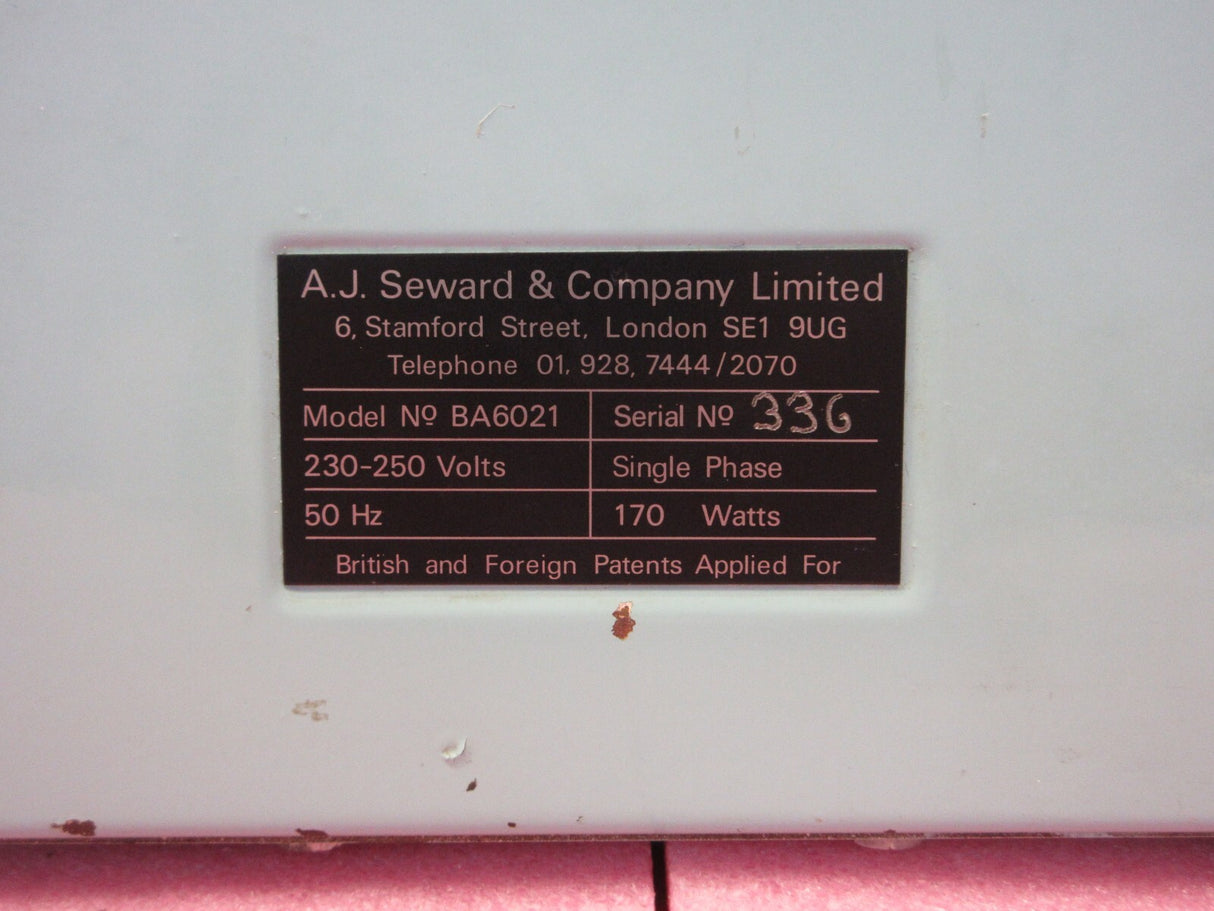 A.J. Seward & Company Limited
6, Stamford Street, London SE1 9UG
Telephone 01, 928, 7444/2070
Model Nº BA6021 Serial Nº 336
230-250 Volts Single Phase
50 Hz 170 Watts
British and Foreign Patents Applied For